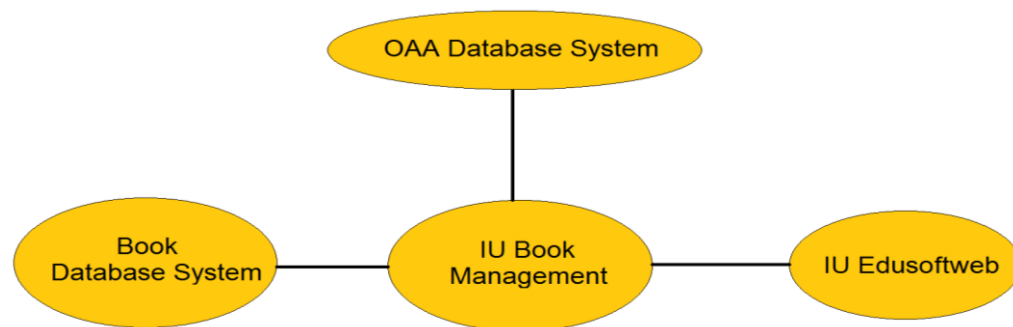 OAA Database System
Book
Database System
IU Book
Management
IU Edusoftweb